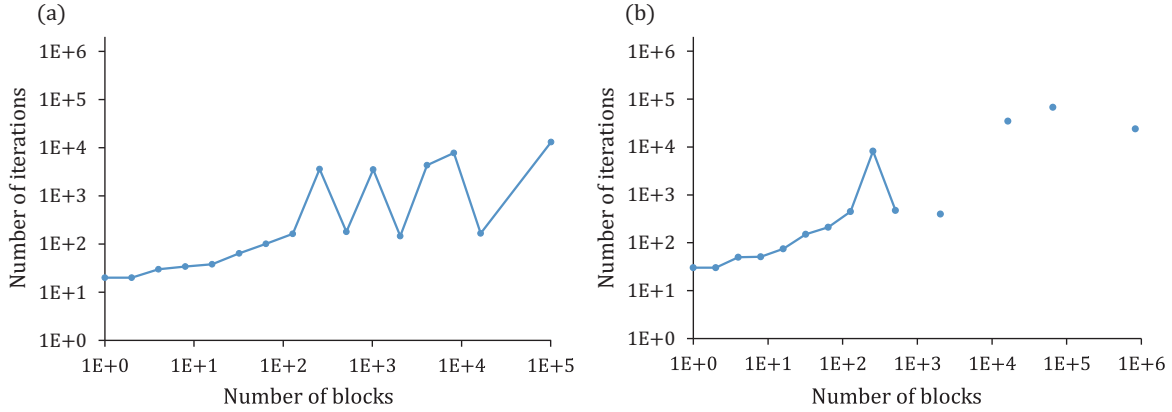 (a)
Number of iterations
1E+6
1E+5
1E+4
1E+3
1E+2
1E+1
1E+0
1E+0 1E+1 1E+2 1E+3 1E+4 1E+5
Number of blocks
(b)
Number of iterations
1E+6
1E+5
1E+4
1E+3
1E+2
1E+1
1E+0
1E+0 1E+1 1E+2 1E+3 1E+4 1E+5 1E+6
Number of blocks